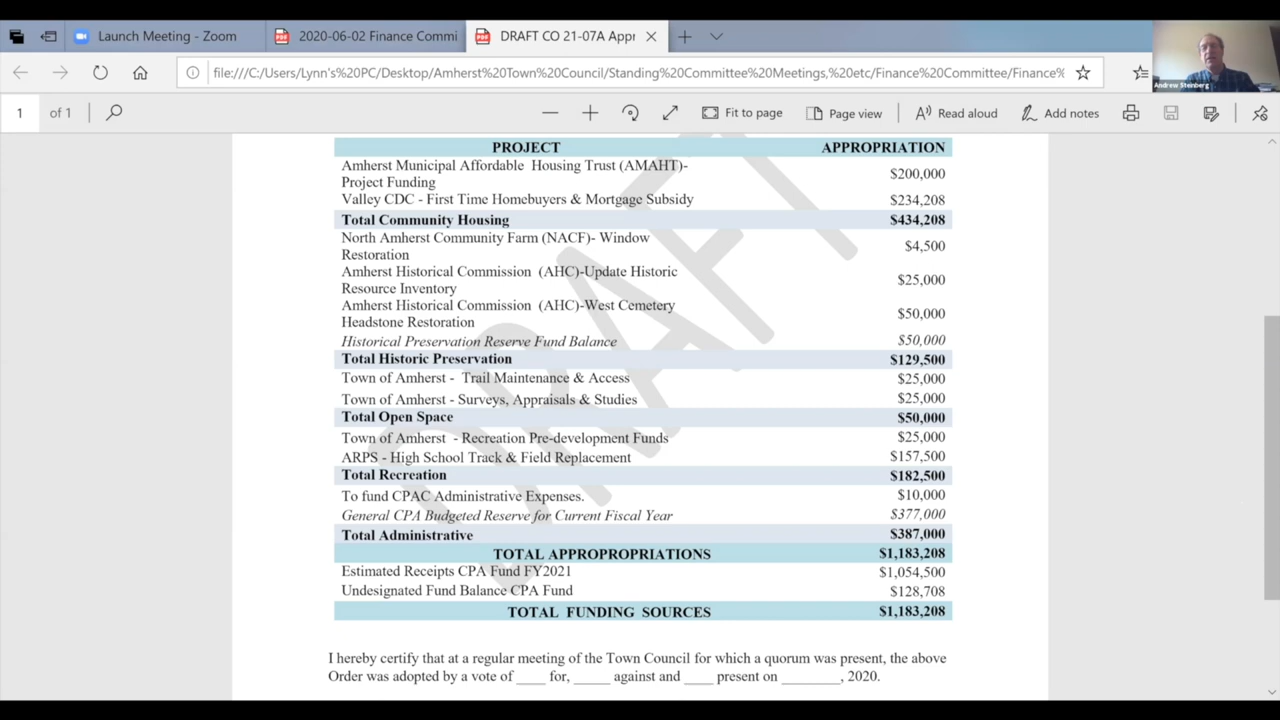 Launch Meeting - Zoom
2020-06-02 Finance Commi
DRAFT CO 21-07A Appr
Andrew Steinberg
file:///C:/Users/Lynn's%20PC/Desktop/Amherst%20Town%20Council/Standing%20Committee%20Meetings,%20etc/Finance%20Committee/Finance%
1 of 1
Fit to page
Page view
Read aloud
Add notes
DRAFT
PROJECT APPROPRIATION
Amherst Municipal Affordable Housing Trust (AMAHT)-
Project Funding $200,000
Valley CDC - First Time Homebuyers & Mortgage Subsidy $234,208
Total Community Housing $434,208
North Amherst Community Farm (NACF)- Window
Restoration $4,500
Amherst Historical Commission (AHC)-Update Historic
Resource Inventory $25,000
Amherst Historical Commission (AHC)-West Cemetery
Headstone Restoration $50,000
Historical Preservation Reserve Fund Balance $50,000
Total Historic Preservation $129,500
Town of Amherst - Trail Maintenance & Access $25,000
Town of Amherst - Surveys, Appraisals & Studies $25,000
Total Open Space $50,000
Town of Amherst - Recreation Pre-development Funds $25,000
ARPS - High School Track & Field Replacement $157,500
Total Recreation $182,500
To fund CPAC Administrative Expenses. $10,000
General CPA Budgeted Reserve for Current Fiscal Year $377,000
Total Administrative $387,000
TOTAL APPROPROPRIATIONS $1,183,208
Estimated Receipts CPA Fund FY2021 $1,054,500
Undesignated Fund Balance CPA Fund $128,708
TOTAL FUNDING SOURCES $1,183,208
I hereby certify that at a regular meeting of the Town Council for which a quorum was present, the above
Order was adopted by a vote of ____ for, _____ against and ____ present on ________, 2020.